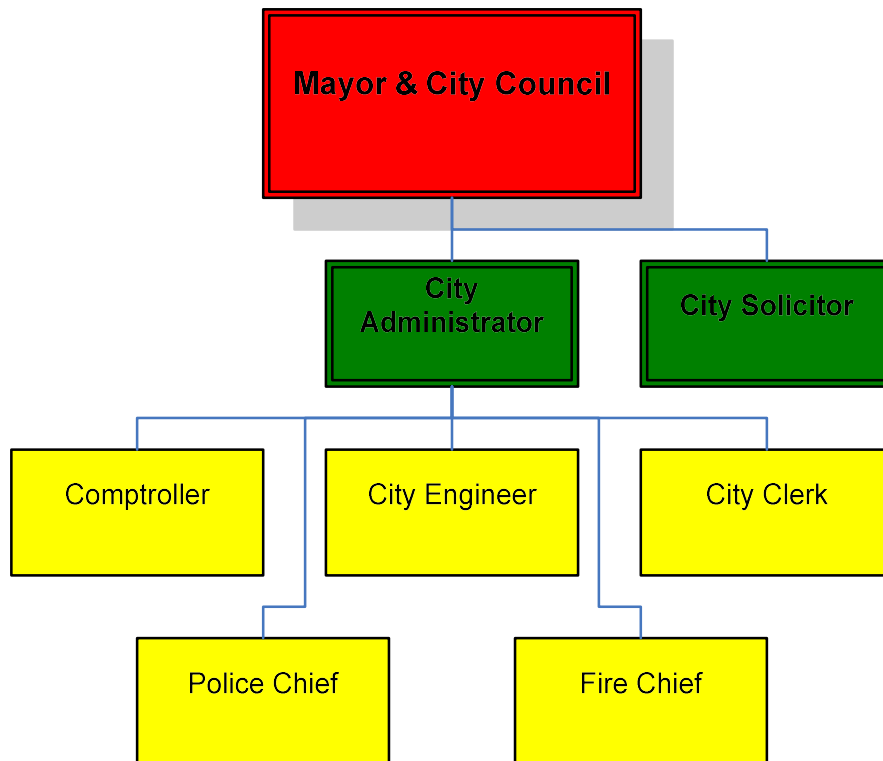 Mayor & City Council
City
Administrator
City Solicitor
Comptroller
City Engineer
City Clerk
Police Chief
Fire Chief